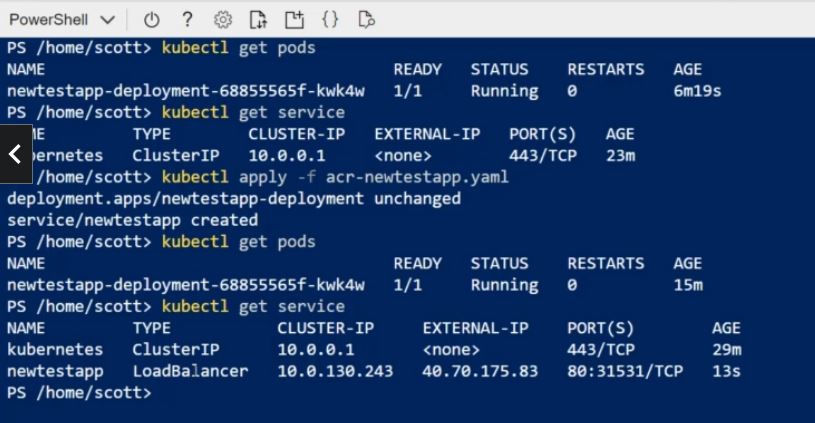 PowerShell
PS /home/scott> kubectl get pods
NAME READY STATUS RESTARTS AGE
newtestapp-deployment-68855565f-kwk4w 1/1 Running 0 6m19s
PS /home/scott> kubectl get service
ME TYPE CLUSTER-IP EXTERNAL-IP PORT(S) AGE
bernetes ClusterIP 10.0.0.1 <none> 443/TCP 23m
/home/scott> kubectl apply -f acr-newtestapp.yaml
deployment.apps/newtestapp-deployment unchanged
service/newtestapp created
PS /home/scott> kubectl get pods
NAME READY STATUS RESTARTS AGE
newtestapp-deployment-68855565f-kwk4w 1/1 Running 0 15m
PS /home/scott> kubectl get service
NAME TYPE CLUSTER-IP EXTERNAL-IP PORT(S) AGE
kubernetes ClusterIP 10.0.0.1 <none> 443/TCP 29m
newtestapp LoadBalancer 10.0.130.243 40.70.175.83 80:31531/TCP 13s
PS /home/scott>